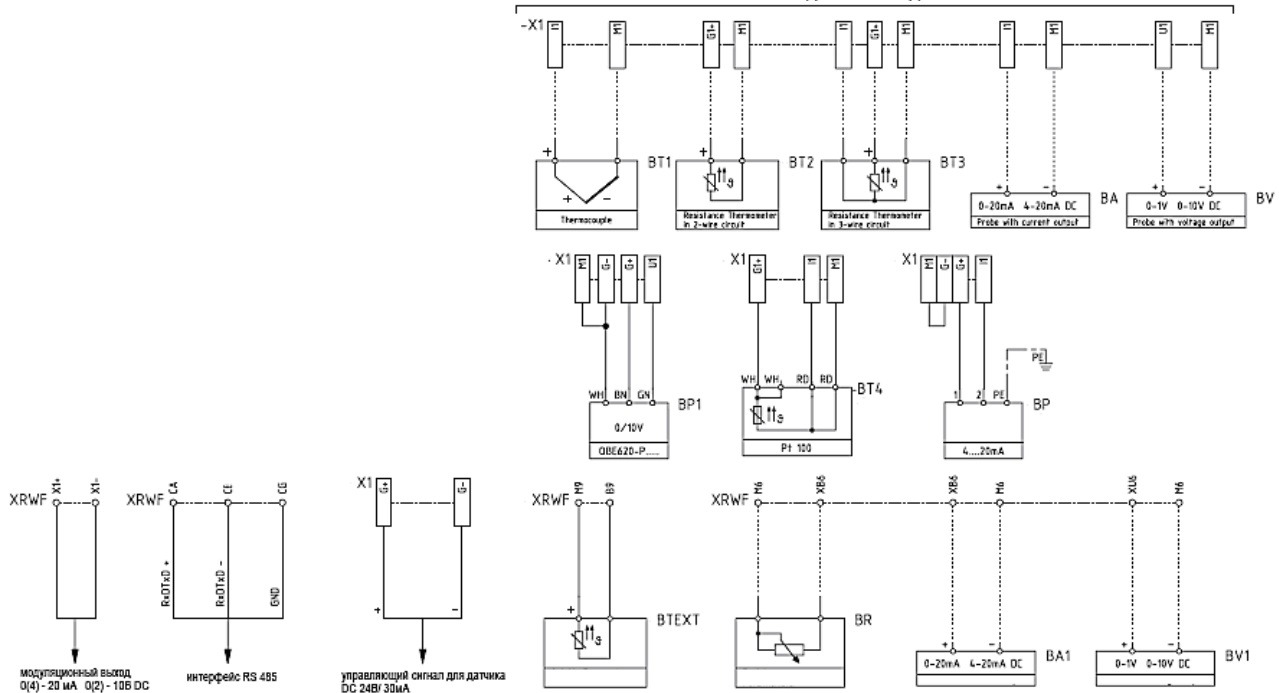 -X1 I1 M1 G1+ M1 I1 G1+ M1 I1 M1 U1 M1
+ BT1 + BT2 + BT3 + - BA + - BV
+ -
0-20mA 4-20mA DC 0-1V 0-10V DC
Thermocouple
Resistance Thermometer
in 2-wire circuit
Resistance Thermometer
in 3-wire circuit
Probe with current output
Probe with voltage output
X1 M1 G- G+ U1
WH BN GN BP1
0/10V
QBE620-P.....
X1 G1+ I1 M1
WH WH RD RD BT4
Pt 100
X1 M1 G- G+ I1
PE
1 2 PE BP
4....20mA
XRWF X1+ X1-
модуляционный выход
0(4) - 20 мА 0(2) - 10В DC
XRWF CA CE CG
RxDTxD +
RxDTxD -
GND
интерфейс RS 485
X1 G+ G-
+ -
управляющий сигнал для датчика
DC 24В/ 30мА
XRWF M9 B9
+ BTEXT
XRWF M6 XB6
BR
XB6 M6
+ - BA1
0-20mA 4-20mA DC
XU6 M6
+ - BV1
0-1V 0-10V DC